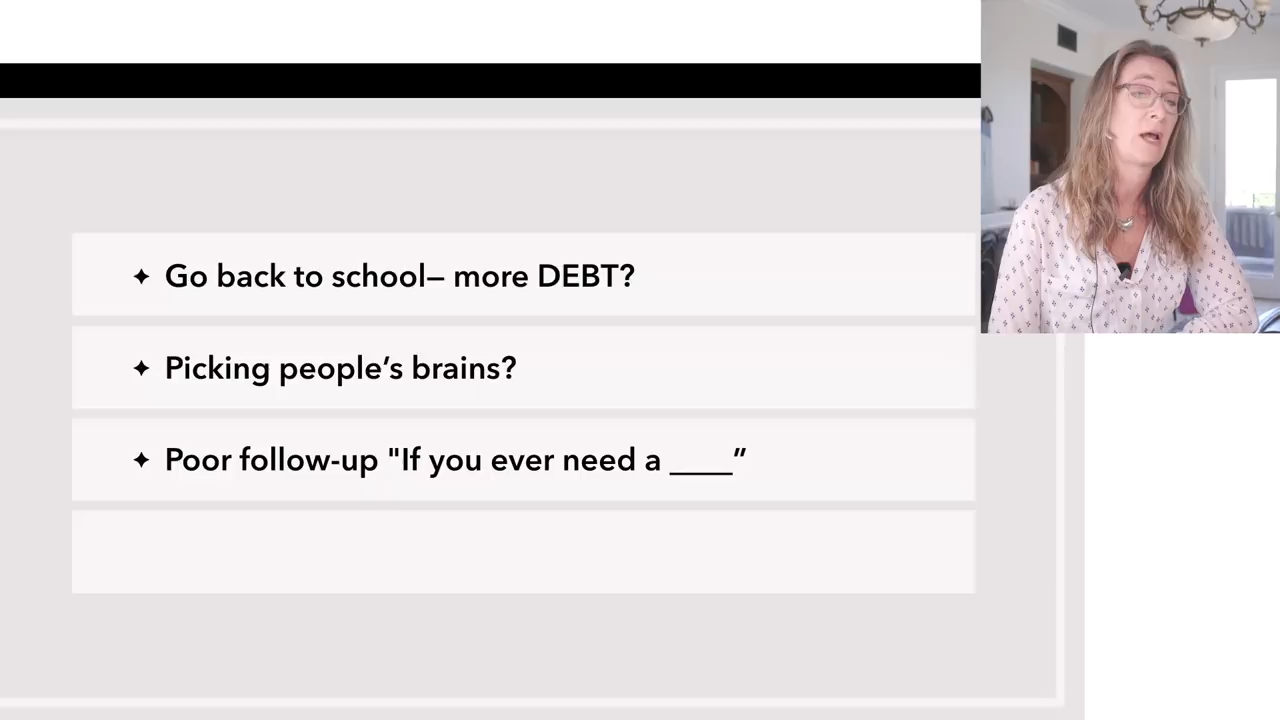 ✦ Go back to school— more DEBT?
✦ Picking people’s brains?
✦ Poor follow-up "If you ever need a ____”